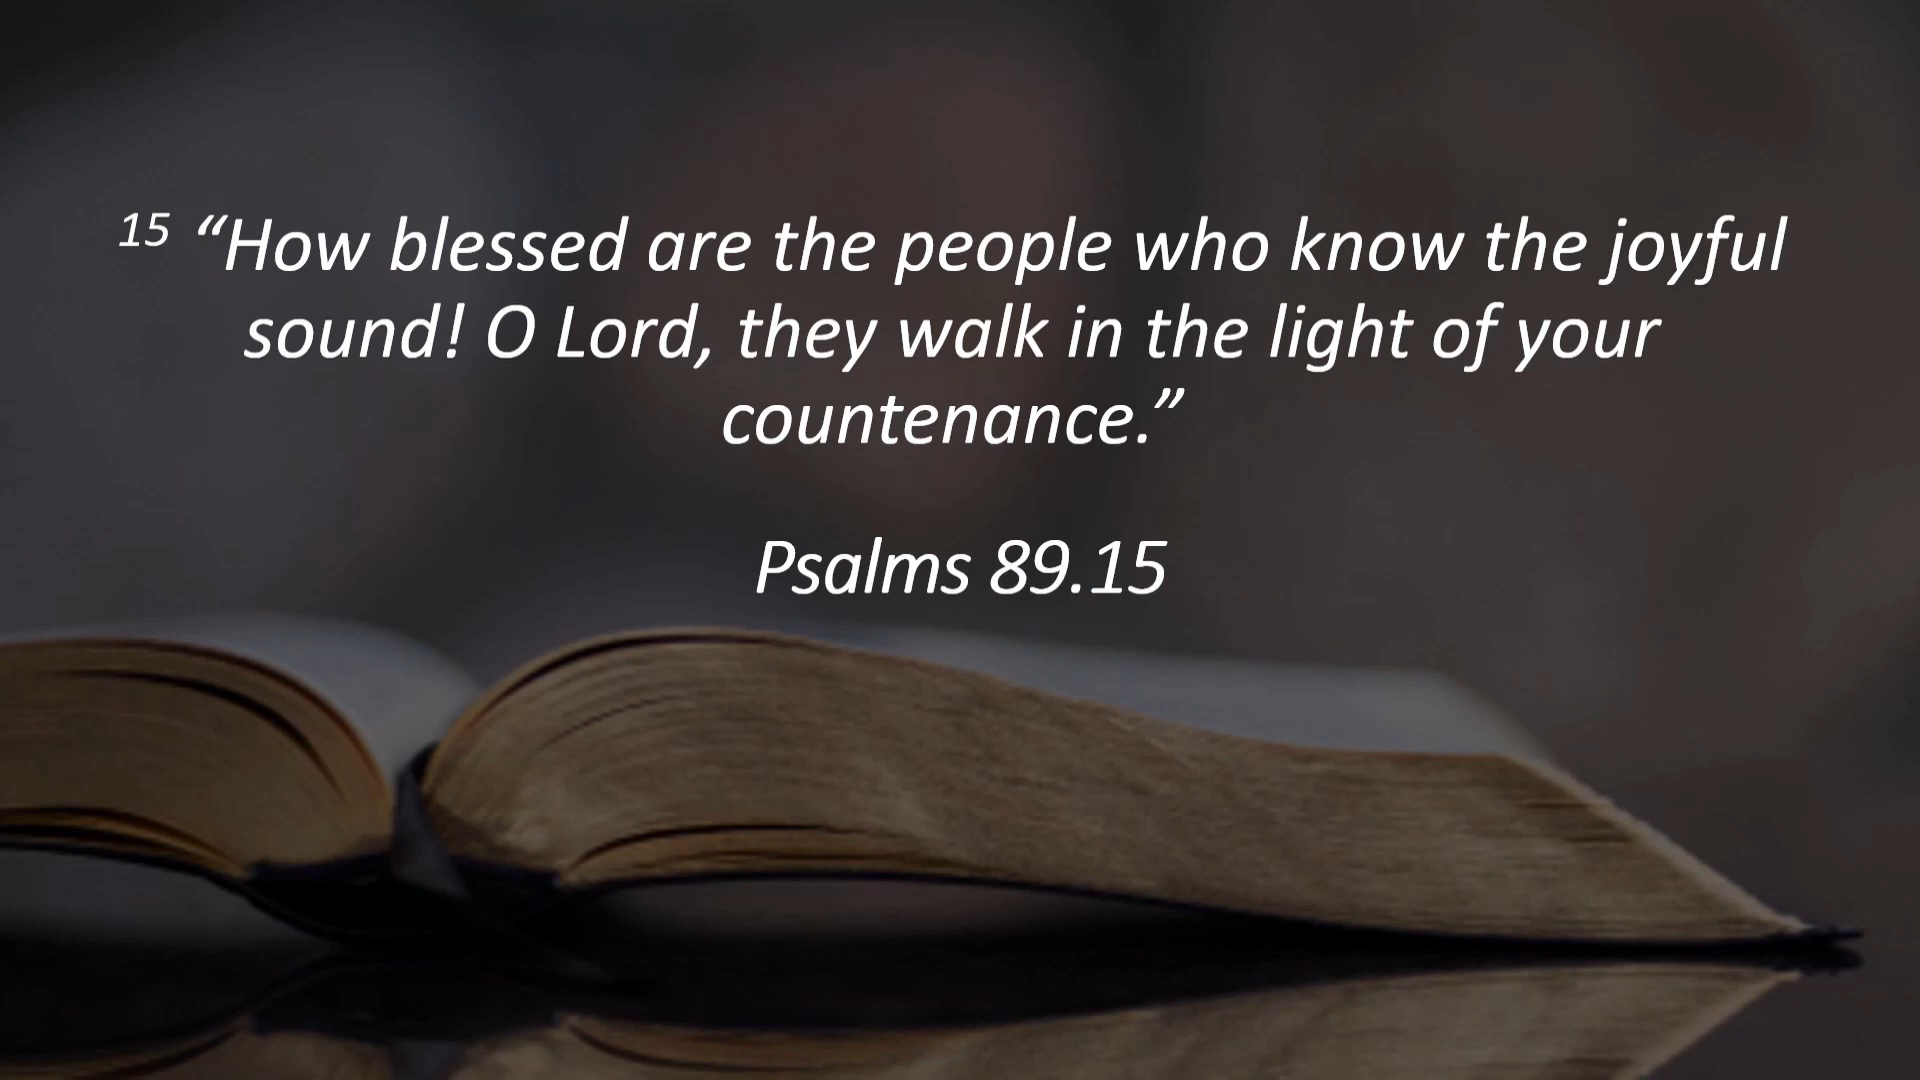 15 “How blessed are the people who know the joyful
sound! O Lord, they walk in the light of your
countenance.”
Psalms 89.15